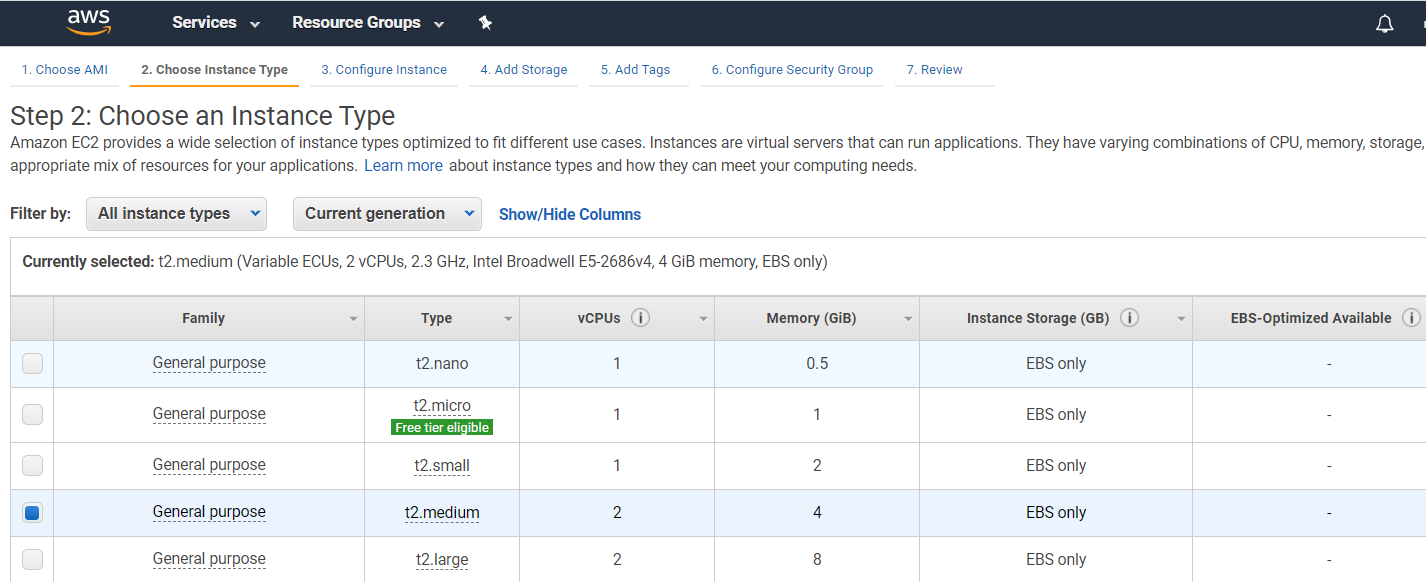 aws Services Resource Groups
1. Choose AMI 2. Choose Instance Type 3. Configure Instance 4. Add Storage 5. Add Tags 6. Configure Security Group 7. Review
Step 2: Choose an Instance Type
Amazon EC2 provides a wide selection of instance types optimized to fit different use cases. Instances are virtual servers that can run applications. They have varying combinations of CPU, memory, storage,
appropriate mix of resources for your applications. Learn more about instance types and how they can meet your computing needs.
Filter by: All instance types Current generation Show/Hide Columns
Currently selected: t2.medium (Variable ECUs, 2 vCPUs, 2.3 GHz, Intel Broadwell E5-2686v4, 4 GiB memory, EBS only)
Family Type vCPUs i Memory (GiB) Instance Storage (GB) i EBS-Optimized Available i
General purpose t2.nano 1 0.5 EBS only -
General purpose t2.micro 1 1 EBS only -
Free tier eligible
General purpose t2.small 1 2 EBS only -
General purpose t2.medium 2 4 EBS only -
General purpose t2.large 2 8 EBS only -